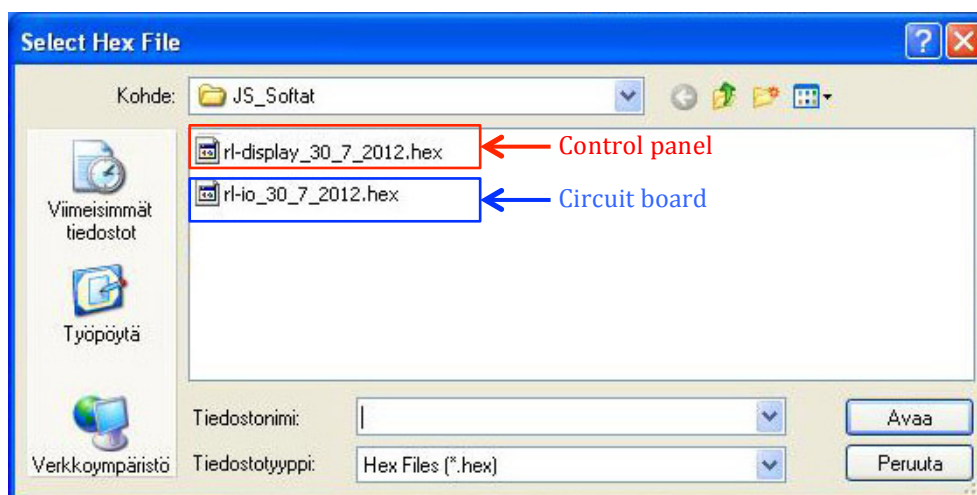 Select Hex File
Kohde: JS_Softat
rl-display_30_7_2012.hex Control panel
rl-io_30_7_2012.hex Circuit board
Viimeisimmät
tiedostot
Työpöytä
Verkkoympäristö
Tiedostonimi: Avaa
Tiedostotyyppi: Hex Files (*.hex) Peruuta